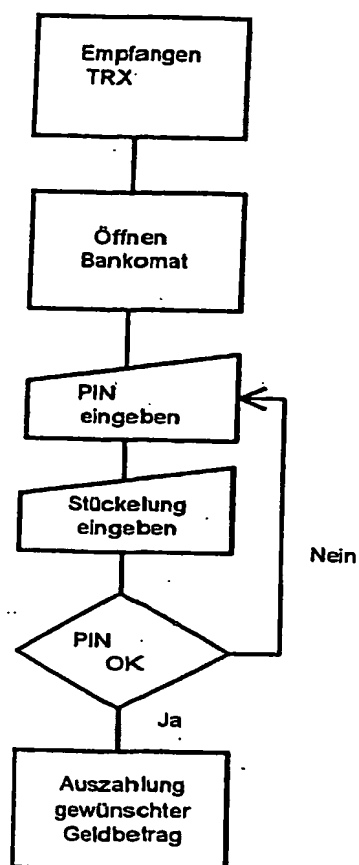 Empfangen
TRX
Öffnen
Bankomat
PIN
eingeben
Stückelung
eingeben
Nein
PIN
OK
Ja
Auszahlung
gewünschter
Geldbetrag